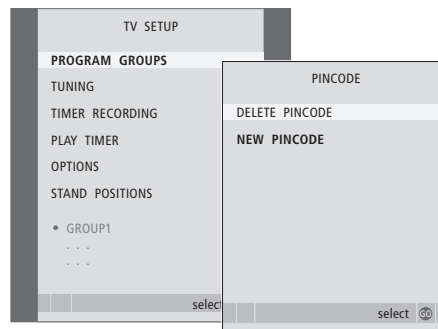 TV SETUP
PROGRAM GROUPS
TUNING
TIMER RECORDING
PLAY TIMER
OPTIONS
STAND POSITIONS
• GROUP1
. . .
. . .
select
PINCODE
DELETE PINCODE
NEW PINCODE
select GO